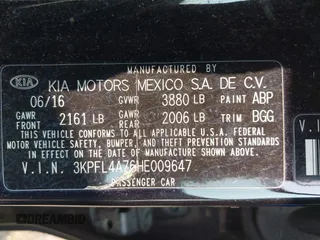 MANUFACTURED BY
KIA KIA MOTORS MEXICO S.A. DE C.V.
06/16 GVWR 3880 LB PAINT ABP
GAWR FRONT 2161 LB GAWR REAR 2006 LB TRIM BGG
THIS VEHICLE CONFORMS TO ALL APPLICABLE U.S. FEDERAL
MOTOR VEHICLE SAFETY, BUMPER, AND THEFT PREVENTION
STANDARDS IN EFFECT ON THE DATE OF
MANUFACTURE SHOWN ABOVE.
V.I.N. 3KPFL4A76HE009647
PASSENGER CAR
V.I
IDREAMBID